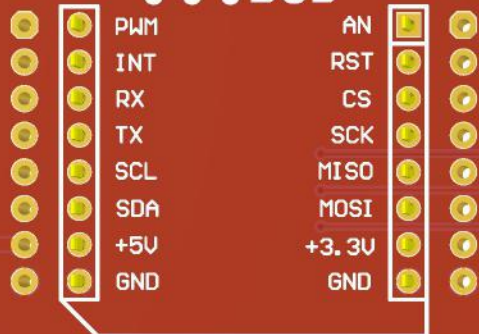 PWM AN
INT RST
RX CS
TX SCK
SCL MISO
SDA MOSI
+5V +3.3V
GND GND